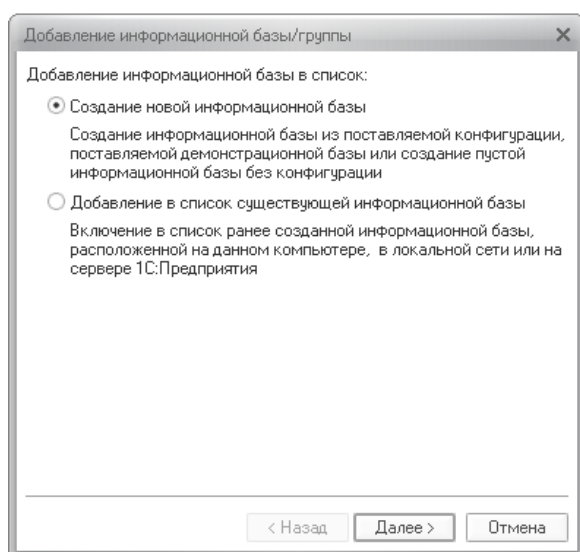 Добавление информационной базы/группы
Добавление информационной базы в список:
Создание новой информационной базы
Создание информационной базы из поставляемой конфигурации,
поставляемой демонстрационной базы или создание пустой
информационной базы без конфигурации
Добавление в список существующей информационной базы
Включение в список ранее созданной информационной базы,
расположенной на данном компьютере, в локальной сети или на
сервере 1С:Предприятия
< Назад Далее > Отмена